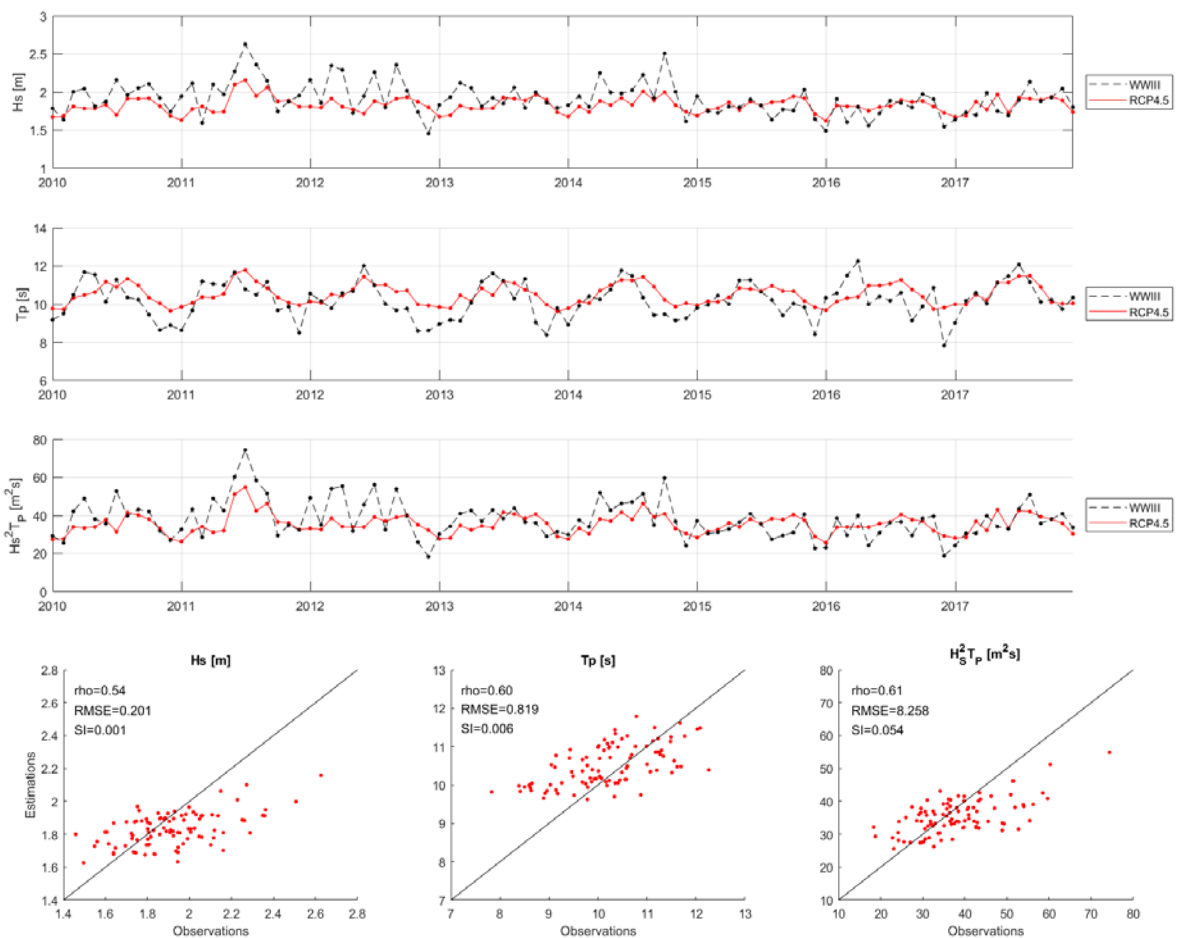 3
2.5
2
1.5
1
Hs [m]
2010 2011 2012 2013 2014 2015 2016 2017
WWIII
RCP4.5
14
12
10
8
6
Tp [s]
2010 2011 2012 2013 2014 2015 2016 2017
WWIII
RCP4.5
80
60
40
20
0
Hs²Tₚ [m²s]
2010 2011 2012 2013 2014 2015 2016 2017
WWIII
RCP4.5
Hs [m]
2.8
2.6
2.4
2.2
2
1.8
1.6
1.4
Estimations
rho=0.54
RMSE=0.201
SI=0.001
1.4 1.6 1.8 2 2.2 2.4 2.6 2.8
Observations
Tp [s]
13
12
11
10
9
8
7
rho=0.60
RMSE=0.819
SI=0.006
7 8 9 10 11 12 13
Observations
H_S^2 T_P [m²s]
80
70
60
50
40
30
20
10
rho=0.61
RMSE=8.258
SI=0.054
10 20 30 40 50 60 70 80
Observations